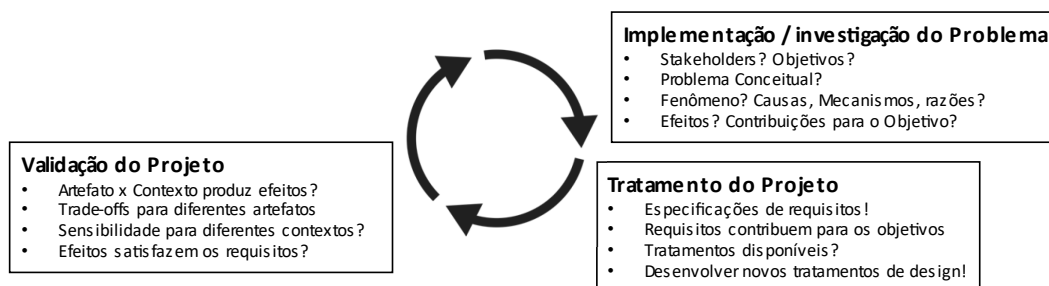 Implementação / investigação do Problema
• Stakeholders? Objetivos?
• Problema Conceitual?
• Fenômeno? Causas, Mecanismos, razões?
• Efeitos? Contribuições para o Objetivo?
Validação do Projeto
• Artefato x Contexto produz efeitos?
• Trade-offs para diferentes artefatos
• Sensibilidade para diferentes contextos?
• Efeitos satisfazem os requisitos?
Tratamento do Projeto
• Especificações de requisitos!
• Requisitos contribuem para os objetivos
• Tratamentos disponíveis?
• Desenvolver novos tratamentos de design!